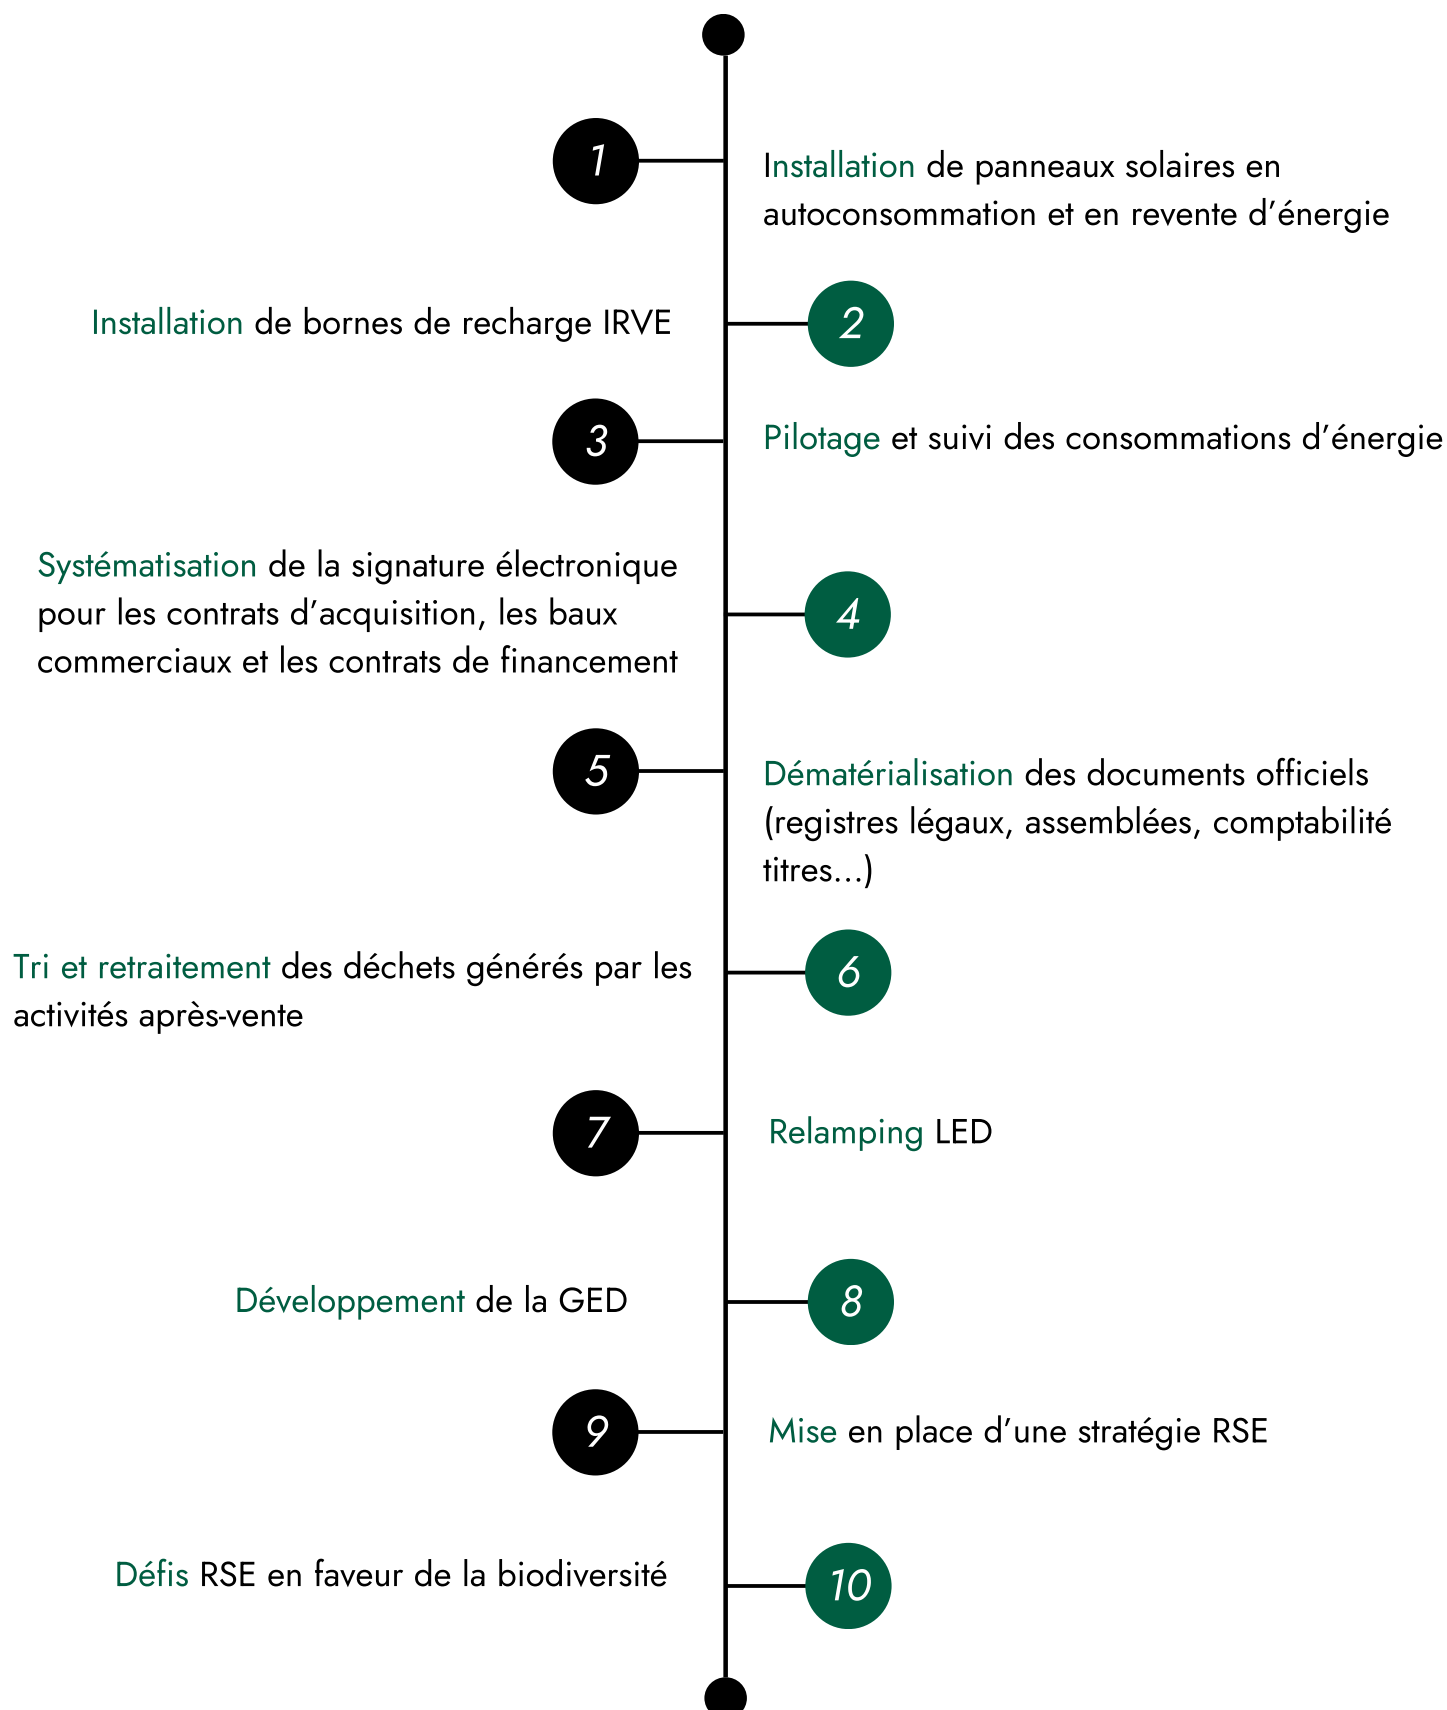 1
Installation de panneaux solaires en
autoconsommation et en revente d’énergie
Installation de bornes de recharge IRVE
2
3
Pilotage et suivi des consommations d’énergie
Systématisation de la signature électronique
pour les contrats d’acquisition, les baux
commerciaux et les contrats de financement
4
5
Dématérialisation des documents officiels
(registres légaux, assemblées, comptabilité
titres...)
Tri et retraitement des déchets générés par les
activités après-vente
6
7
Relamping LED
Développement de la GED
8
9
Mise en place d’une stratégie RSE
Défis RSE en faveur de la biodiversité
10